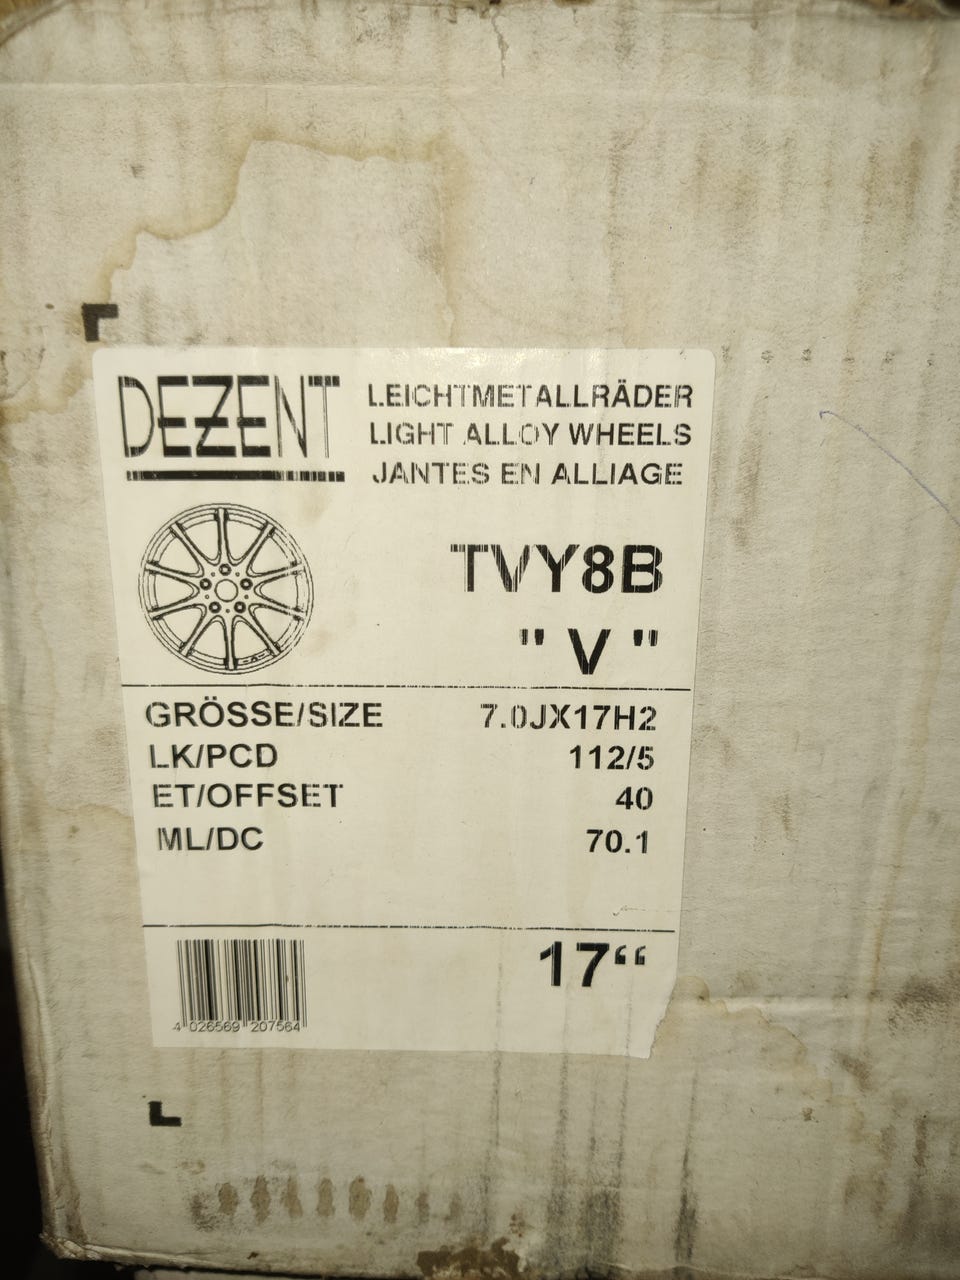 DEZENT
LEICHTMETALLRÄDER
LIGHT ALLOY WHEELS
JANTES EN ALLIAGE
TVY8B
" V "
GRÖSSE/SIZE 7.0JX17H2
LK/PCD 112/5
ET/OFFSET 40
ML/DC 70.1
17“
4 026569 207564